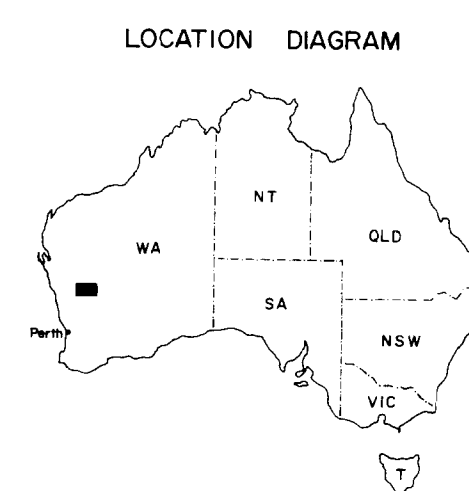 LOCATION DIAGRAM
NT
QLD
WA
SA
Perth
NSW
VIC
T